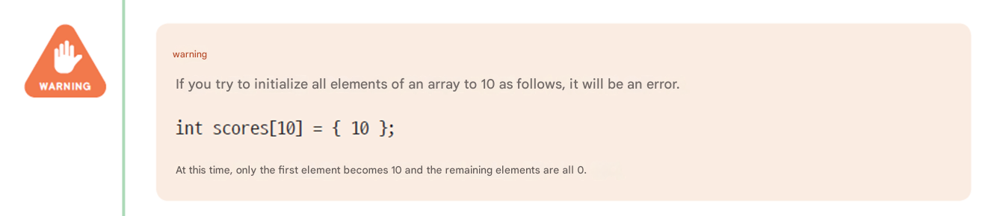 WARNING
warning
If you try to initialize all elements of an array to 10 as follows, it will be an error.
int scores[10] = { 10 };
At this time, only the first element becomes 10 and the remaining elements are all 0.